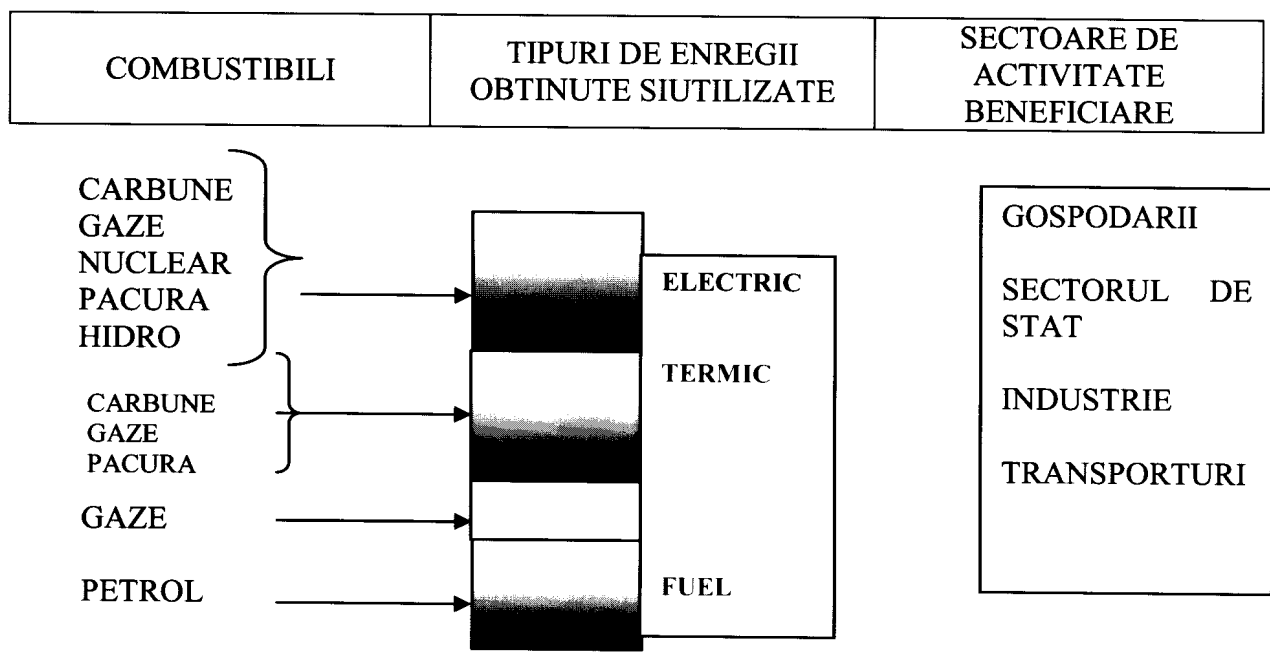 COMBUSTIBILI
TIPURI DE ENREGII
OBTINUTE SIUTILIZATE
SECTOARE DE
ACTIVITATE
BENEFICIARE
CARBUNE
GAZE
NUCLEAR
PACURA
HIDRO
CARBUNE
GAZE
PACURA
GAZE
PETROL
ELECTRIC
TERMIC
FUEL
GOSPODARII
SECTORUL DE
STAT
INDUSTRIE
TRANSPORTURI